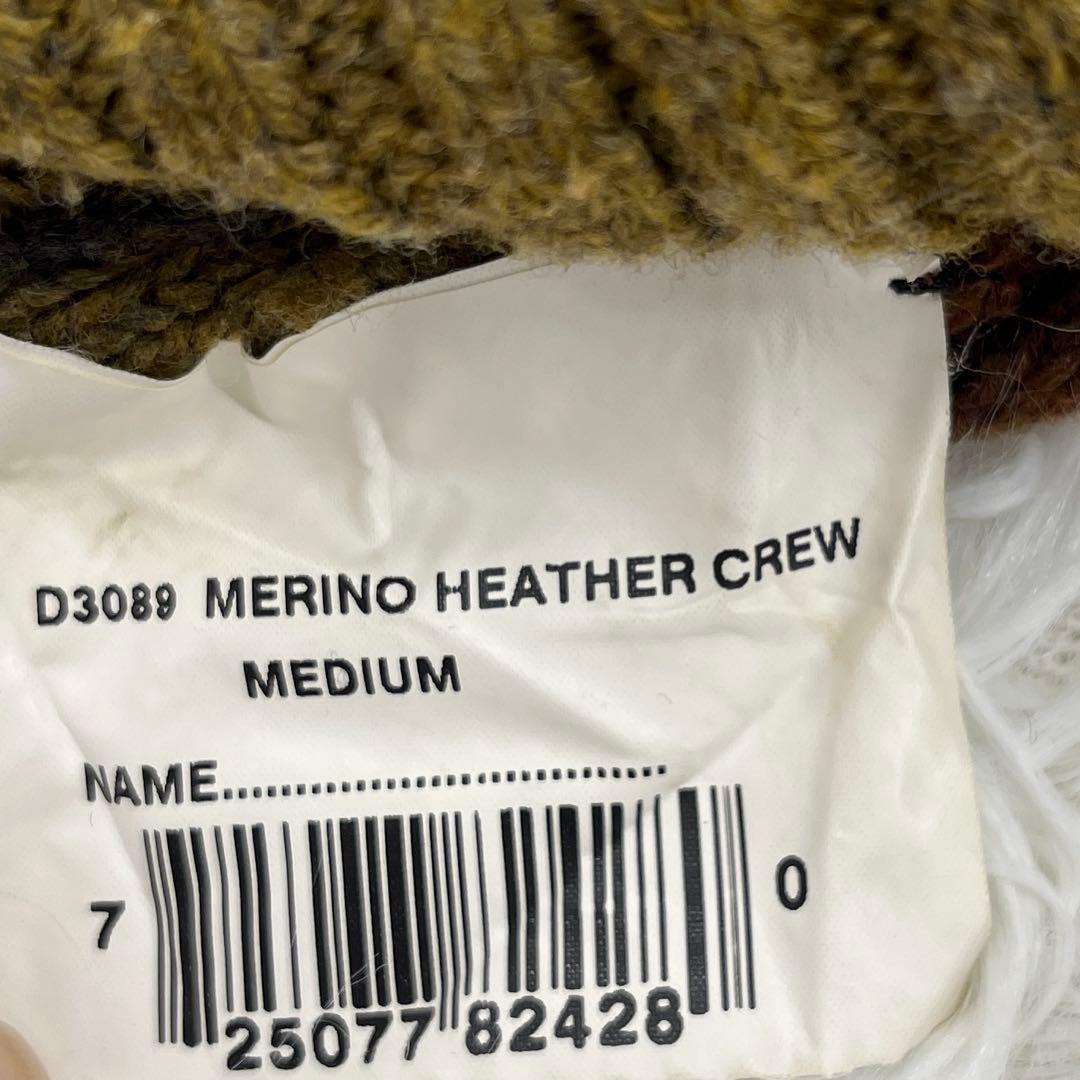 D3089 MERINO HEATHER CREW
MEDIUM
NAME..............................
7 25077 82428 0